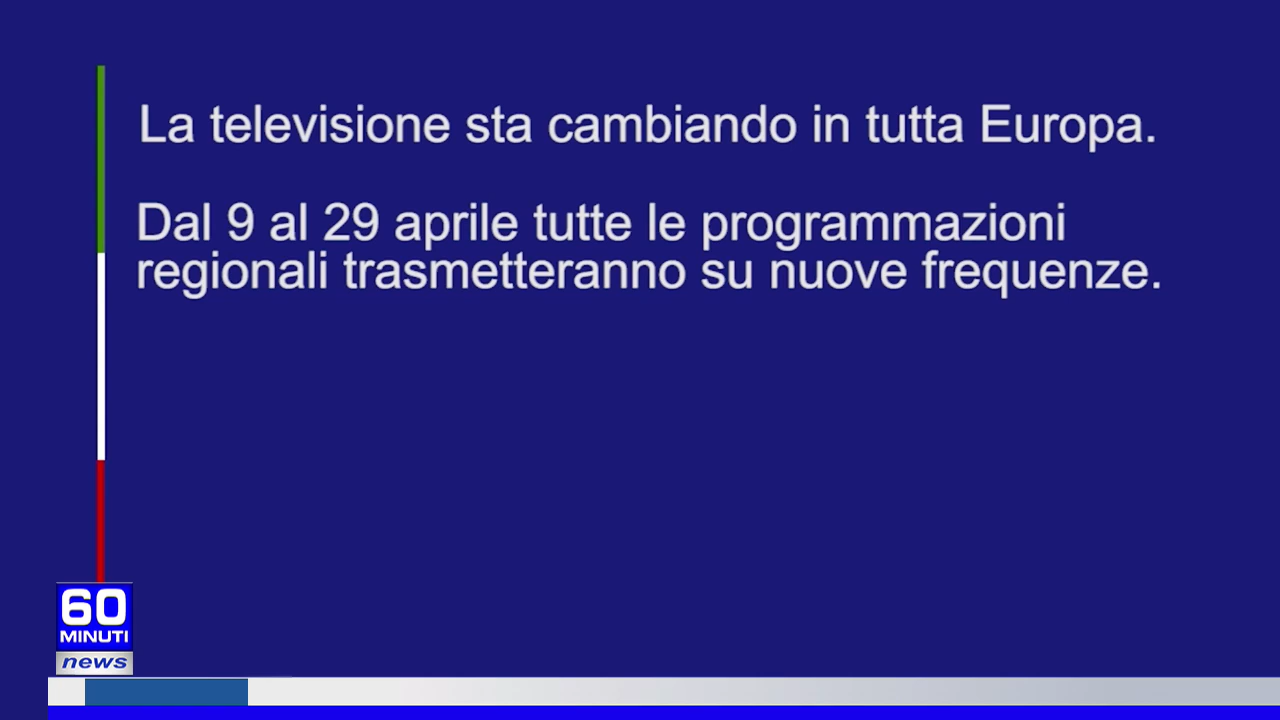 La televisione sta cambiando in tutta Europa.
Dal 9 al 29 aprile tutte le programmazioni
regionali trasmetteranno su nuove frequenze.
60
MINUTI
news